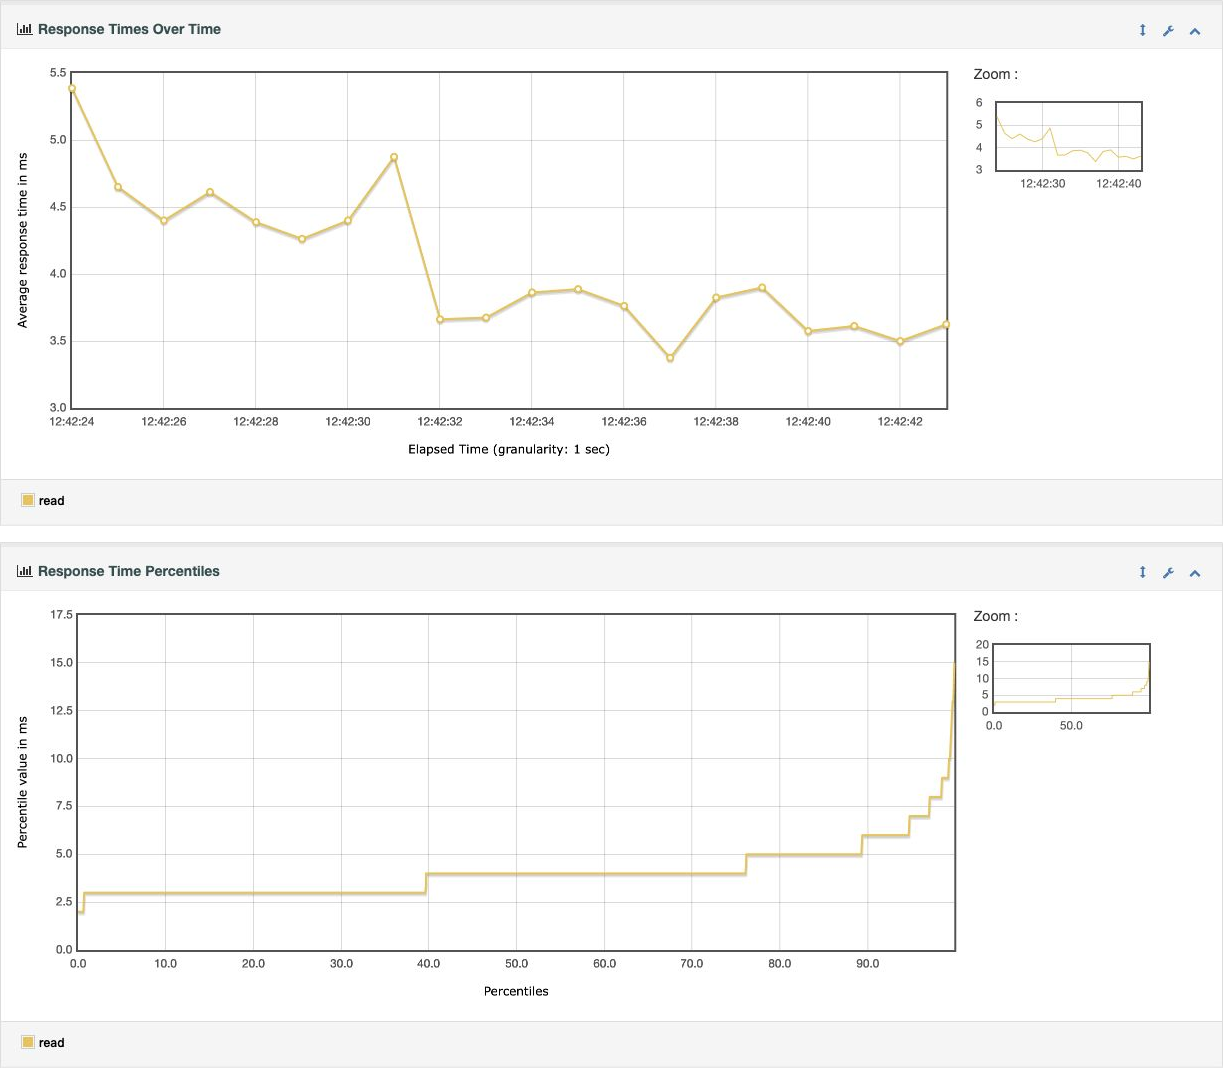 Response Times Over Time
Zoom :
5.5
5.0
4.5
4.0
3.5
3.0
Average response time in ms
12:42:24 12:42:26 12:42:28 12:42:30 12:42:32 12:42:34 12:42:36 12:42:38 12:42:40 12:42:42
Elapsed Time (granularity: 1 sec)
6
5
4
3
12:42:30 12:42:40
read
Response Time Percentiles
Zoom :
17.5
15.0
12.5
10.0
7.5
5.0
2.5
0.0
Percentile value in ms
0.0 10.0 20.0 30.0 40.0 50.0 60.0 70.0 80.0 90.0
Percentiles
20
15
10
5
0
0.0 50.0
read